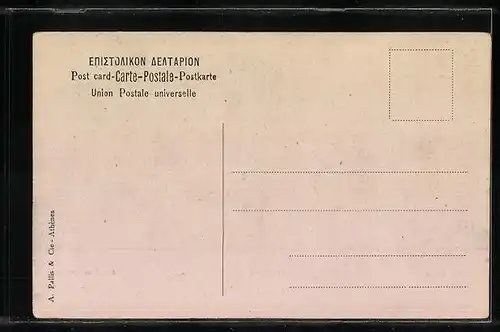 ΕΠΙΣΤΟΛΙΚΟΝ ΔΕΛΤΑΡΙΟΝ
Post card-Carte-Postale-Postkarte
Union Postale universelle
A. Pallis & Cie - Athènes